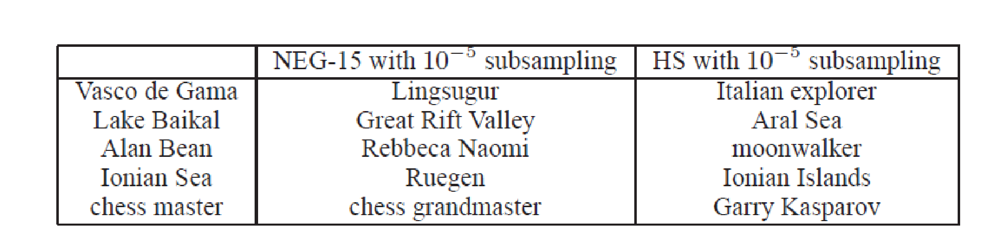 NEG-15 with 10⁻⁵ subsampling HS with 10⁻⁵ subsampling
Vasco de Gama Lingsugur Italian explorer
Lake Baikal Great Rift Valley Aral Sea
Alan Bean Rebbeca Naomi moonwalker
Ionian Sea Ruegen Ionian Islands
chess master chess grandmaster Garry Kasparov